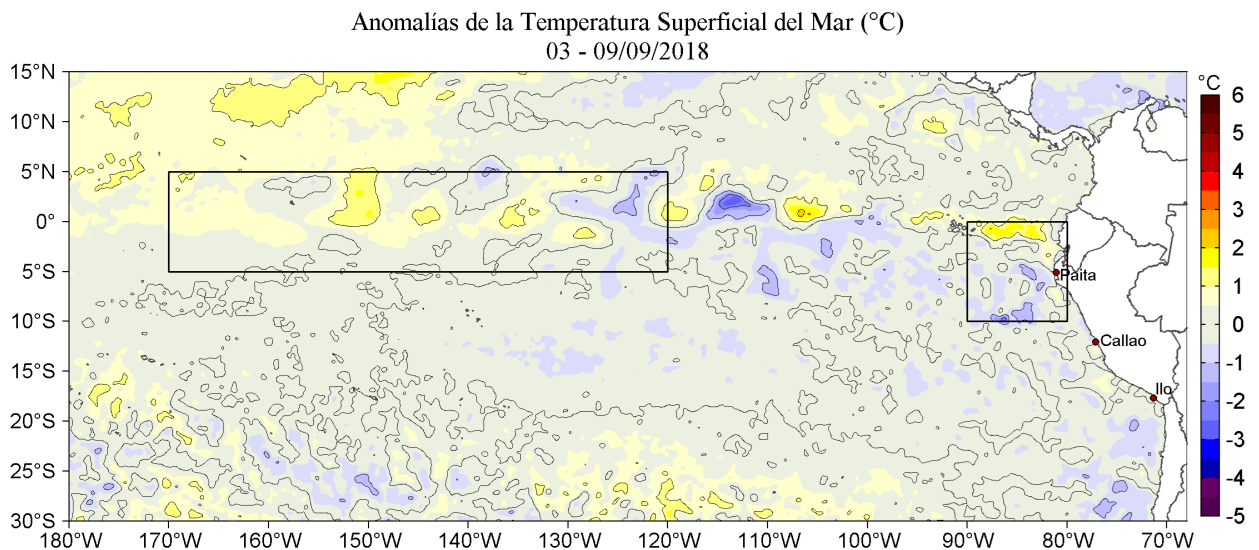 Anomalías de la Temperatura Superficial del Mar (°C)
03 - 09/09/2018
15°N
10°N
5°N
0°
5°S
10°S
15°S
20°S
25°S
30°S
180°W
170°W
160°W
150°W
140°W
130°W
120°W
110°W
100°W
90°W
80°W
70°W
Paita
Callao
Ilo
°C
6
5
4
3
2
1
0
-1
-2
-3
-4
-5